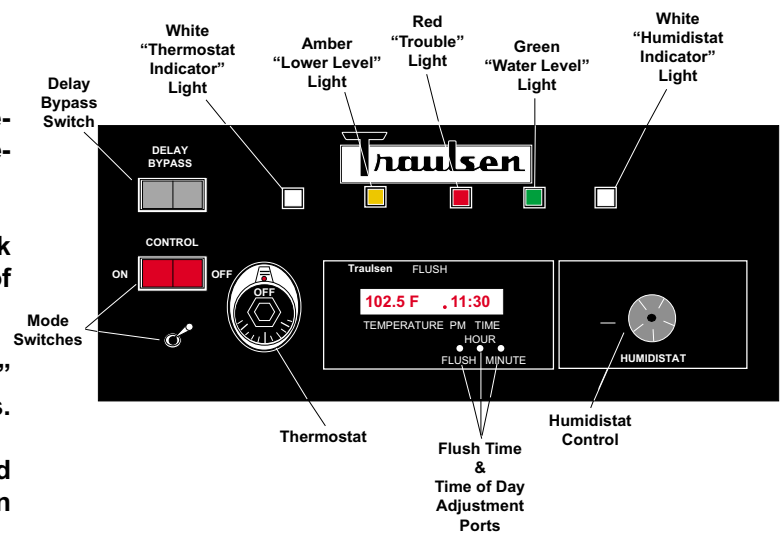 White
“Thermostat
Indicator”
Light
Amber
“Lower Level”
Light
Red
“Trouble”
Light
Green
“Water Level”
Light
White
“Humidistat
Indicator”
Light
Delay
Bypass
Switch
e-
e-
k
of
”
s.
d
n
DELAY
BYPASS
Traulsen
CONTROL
ON
OFF
OFF
Mode
Switches
Traulsen FLUSH
102.5 F .11:30
TEMPERATURE PM TIME
HOUR
FLUSH MINUTE
HUMIDISTAT
Thermostat
Flush Time
&
Time of Day
Adjustment
Ports
Humidistat
Control